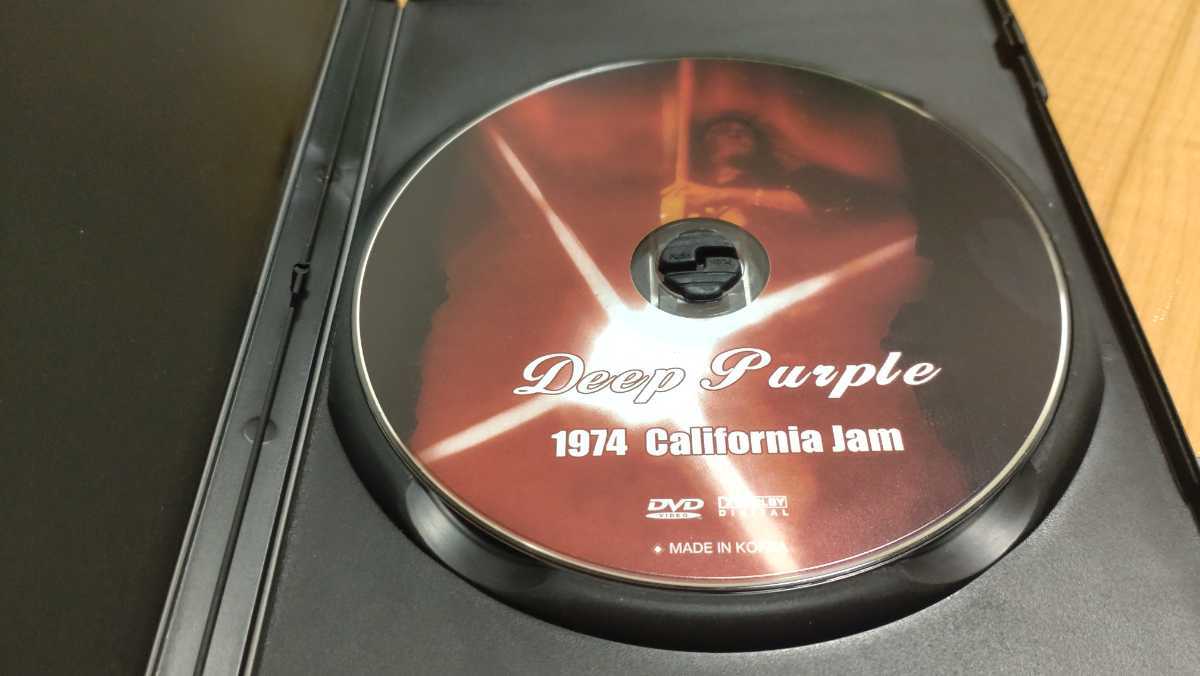 Deep Purple
1974 California Jam
DVD
VIDEO
DOLBY
DIGITAL
MADE IN KOREA